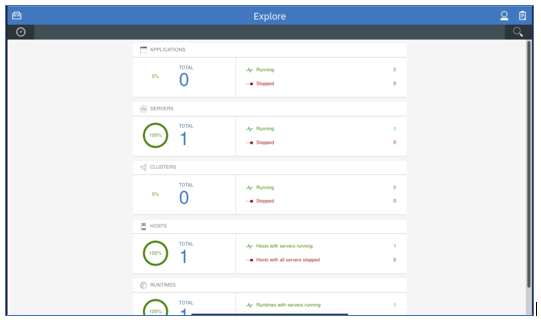 Explore
APPLICATIONS
0%
TOTAL
0
Running 0
Stopped 0
SERVERS
100%
TOTAL
1
Running 1
Stopped 0
CLUSTERS
0%
TOTAL
0
Running 0
Stopped 0
HOSTS
100%
TOTAL
1
Hosts with servers running 1
Hosts with all servers stopped 0
RUNTIMES
100%
TOTAL
1
Runtimes with servers running 1